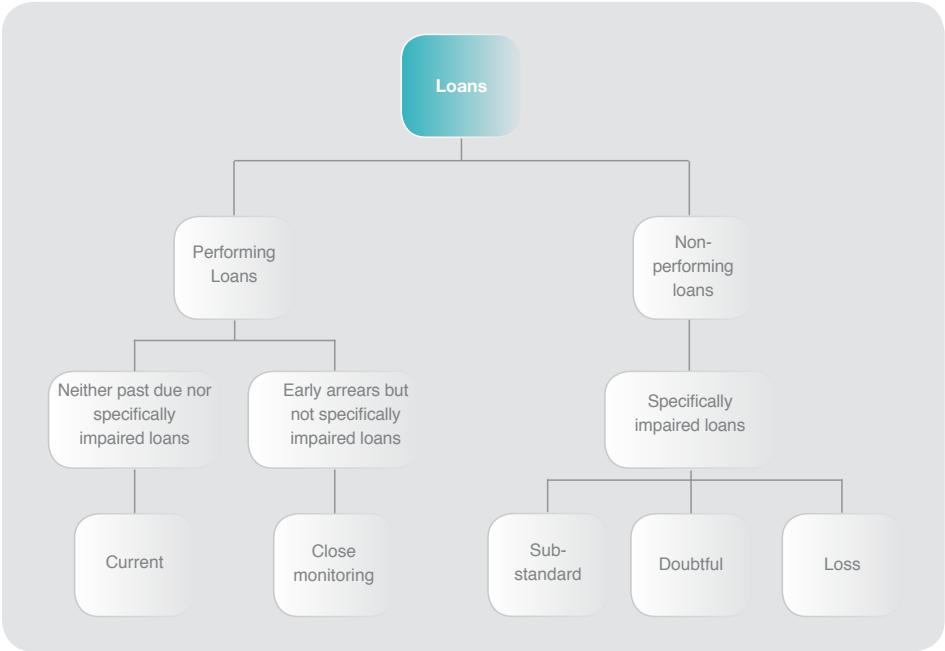 Loans
Performing
Loans
Non-
performing
loans
Neither past due nor
specifically
impaired loans
Early arrears but
not specifically
impaired loans
Specifically
impaired loans
Current
Close
monitoring
Sub-
standard
Doubtful
Loss